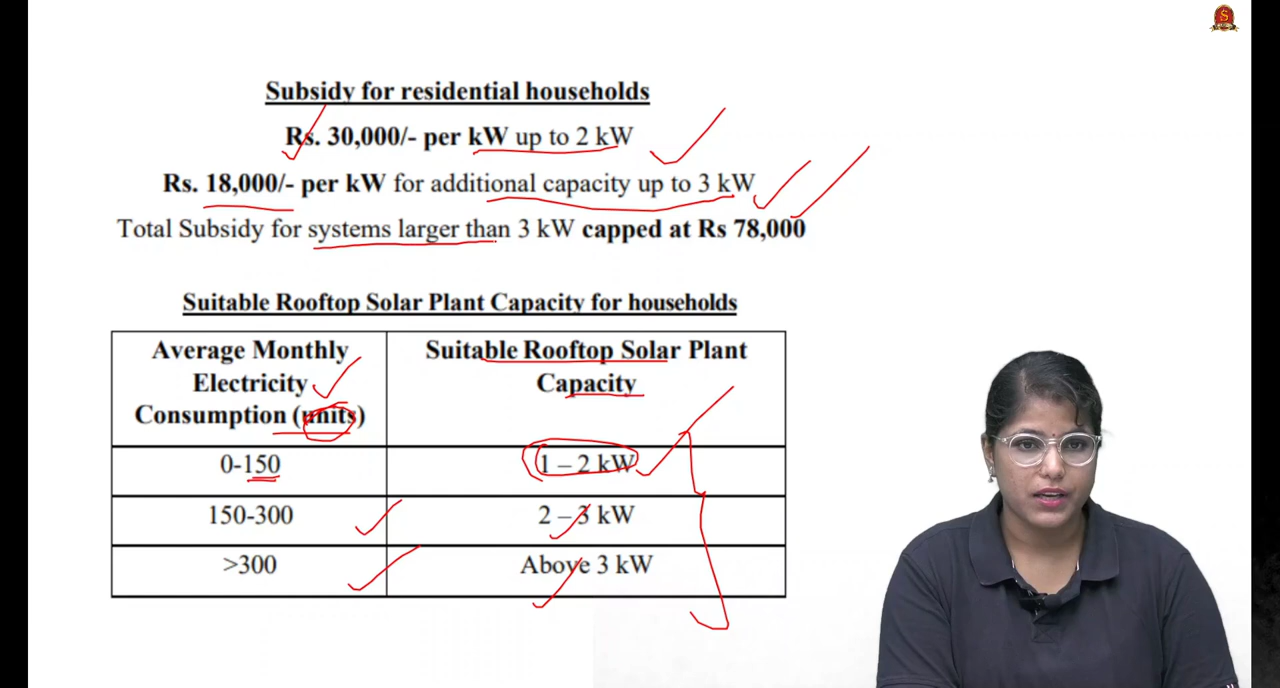 Subsidy for residential households
Rs. 30,000/- per kW up to 2 kW
Rs. 18,000/- per kW for additional capacity up to 3 kW
Total Subsidy for systems larger than 3 kW capped at Rs 78,000
Suitable Rooftop Solar Plant Capacity for households
Average Monthly
Electricity
Consumption (units)
Suitable Rooftop Solar Plant
Capacity
0-150
1 – 2 kW
150-300
2 – 3 kW
>300
Above 3 kW